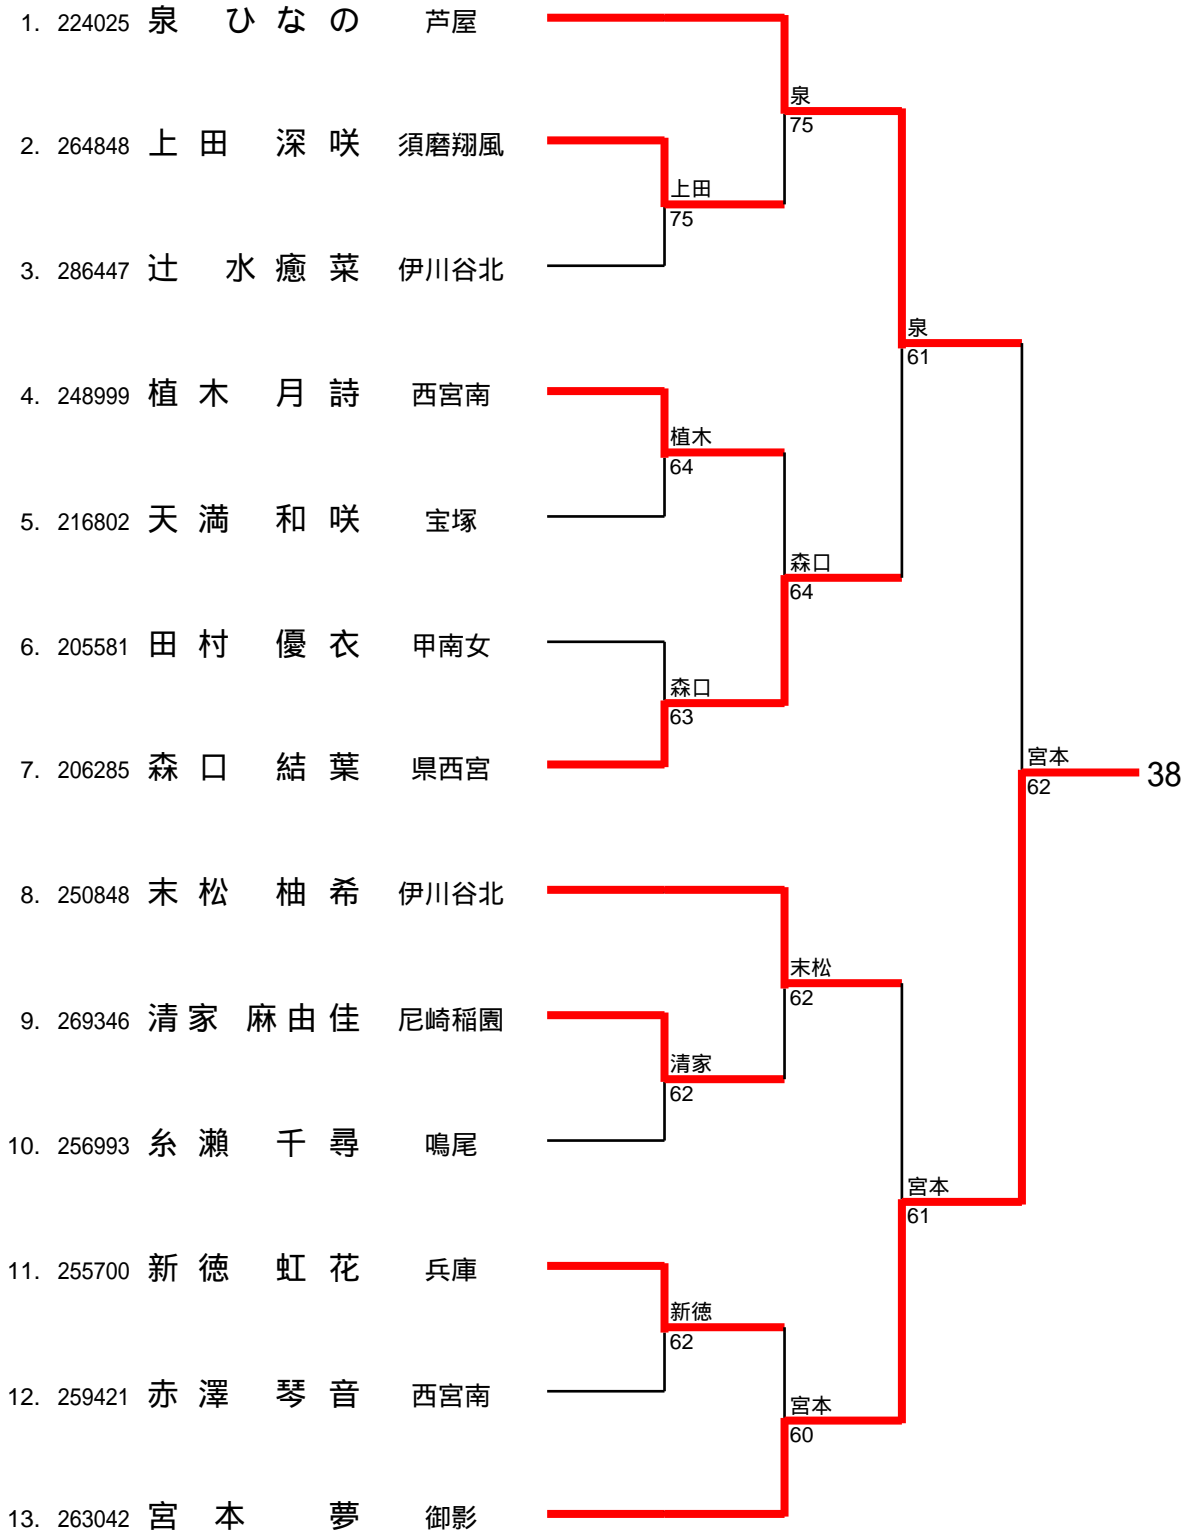 1. 224025 泉 ひなの 芦屋
泉
75
2. 264848 上田 深咲 須磨翔風
上田
75
3. 286447 辻 水癒菜 伊川谷北
泉
61
4. 248999 植木 月詩 西宮南
植木
64
5. 216802 天満 和咲 宝塚
森口
64
6. 205581 田村 優衣 甲南女
森口
63
7. 206285 森口 結葉 県西宮
宮本
62
38
8. 250848 末松 柚希 伊川谷北
末松
62
9. 269346 清家 麻由佳 尼崎稲園
清家
62
10. 256993 糸瀬 千尋 鳴尾
宮本
61
11. 255700 新徳 虹花 兵庫
新徳
62
12. 259421 赤澤 琴音 西宮南
宮本
60
13. 263042 宮本 夢 御影